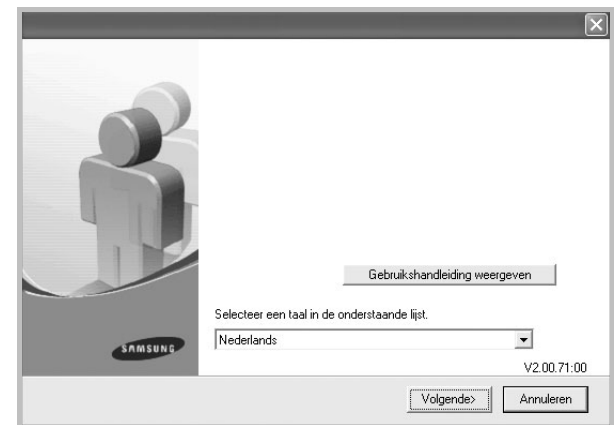 Gebruikshandleiding weergeven
Selecteer een taal in de onderstaande lijst.
Nederlands
SAMSUNG
V2.00.71:00
Volgende>
Annuleren